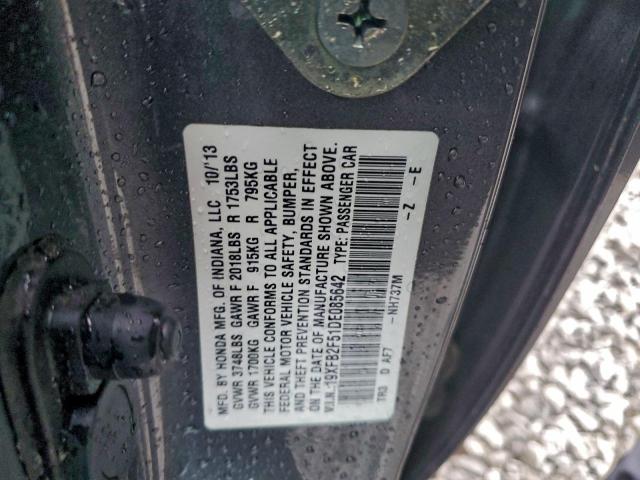 MFD. BY HONDA MFG. OF INDIANA, LLC 10/'13
GVWR 3748LBS GAWR F 2018LBS R 1753LBS
GVWR 1700KG GAWR F 915KG R 795KG
THIS VEHICLE CONFORMS TO ALL APPLICABLE
FEDERAL MOTOR VEHICLE SAFETY, BUMPER,
AND THEFT PREVENTION STANDARDS IN EFFECT
ON THE DATE OF MANUFACTURE SHOWN ABOVE.
V.I.N.-19XFB2F51DE085642 TYPE: PASSENGER CAR
TR3 D AF7 -NH737M -Z -E